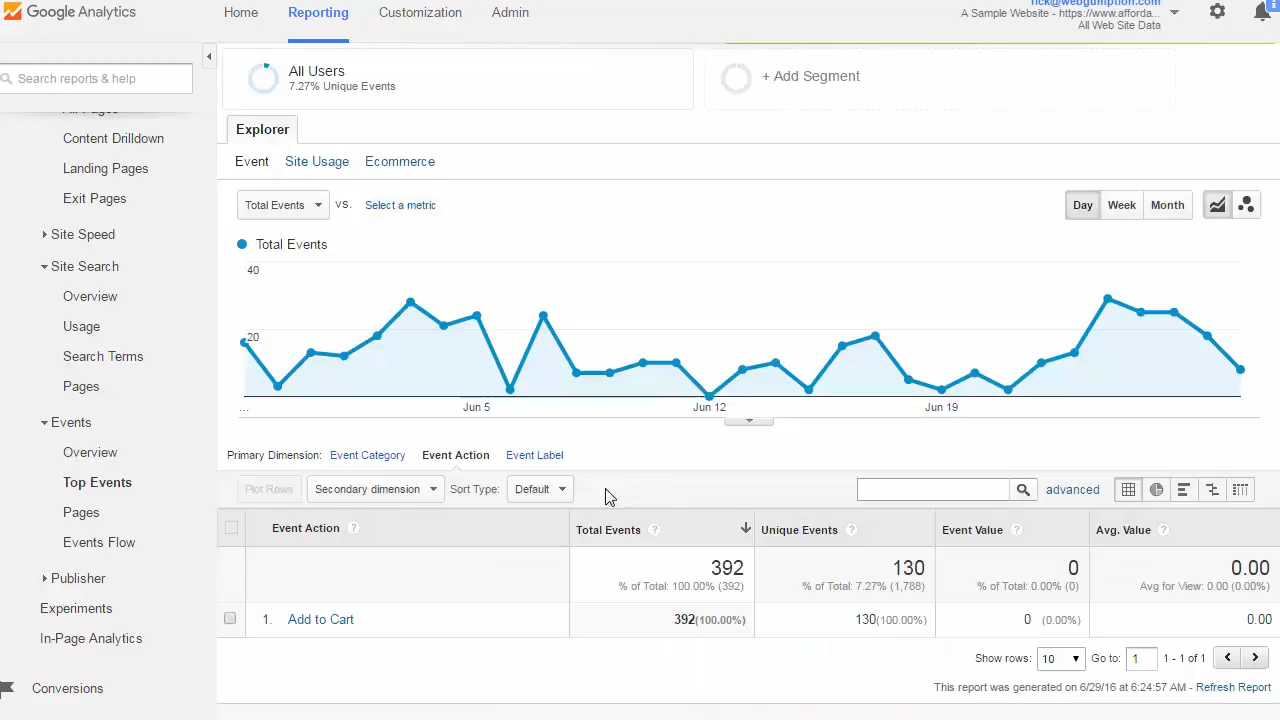 Google Analytics Home Reporting Customization Admin
rick@webgumption.com
A Sample Website - https://www.afforda...
All Web Site Data
Search reports & help
All Users
7.27% Unique Events
+ Add Segment
All Pages
Content Drilldown
Landing Pages
Exit Pages
Site Speed
Site Search
Overview
Usage
Search Terms
Pages
Events
Overview
Top Events
Pages
Events Flow
Publisher
Experiments
In-Page Analytics
Conversions
Explorer
Event Site Usage Ecommerce
Total Events VS. Select a metric
Day Week Month
Total Events
40
20
... Jun 5 Jun 12 Jun 19
Primary Dimension: Event Category Event Action Event Label
Plot Rows Secondary dimension Sort Type: Default advanced
Event Action ? Total Events ? Unique Events ? Event Value ? Avg. Value ?
392 130 0 0.00
% of Total: 100.00% (392) % of Total: 7.27% (1,788) % of Total: 0.00% (0) Avg for View: 0.00 (0.00%)
1. Add to Cart 392(100.00%) 130(100.00%) 0 (0.00%) 0.00
Show rows: 10 Go to: 1 1 - 1 of 1
This report was generated on 6/29/16 at 6:24:57 AM - Refresh Report